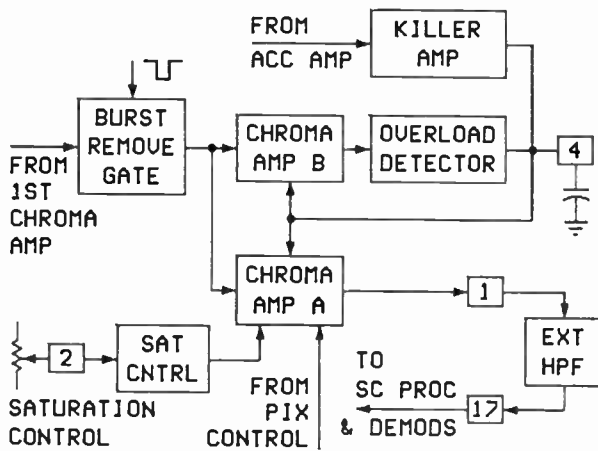 FROM
ACC AMP
KILLER
AMP
BURST
REMOVE
GATE
CHROMA
AMP B
OVERLOAD
DETECTOR
4
FROM
1ST
CHROMA
AMP
CHROMA
AMP A
1
2
SAT
CNTRL
EXT
HPF
SATURATION
CONTROL
FROM
PIX
CONTROL
TO
SC PROC
& DEMODS
17